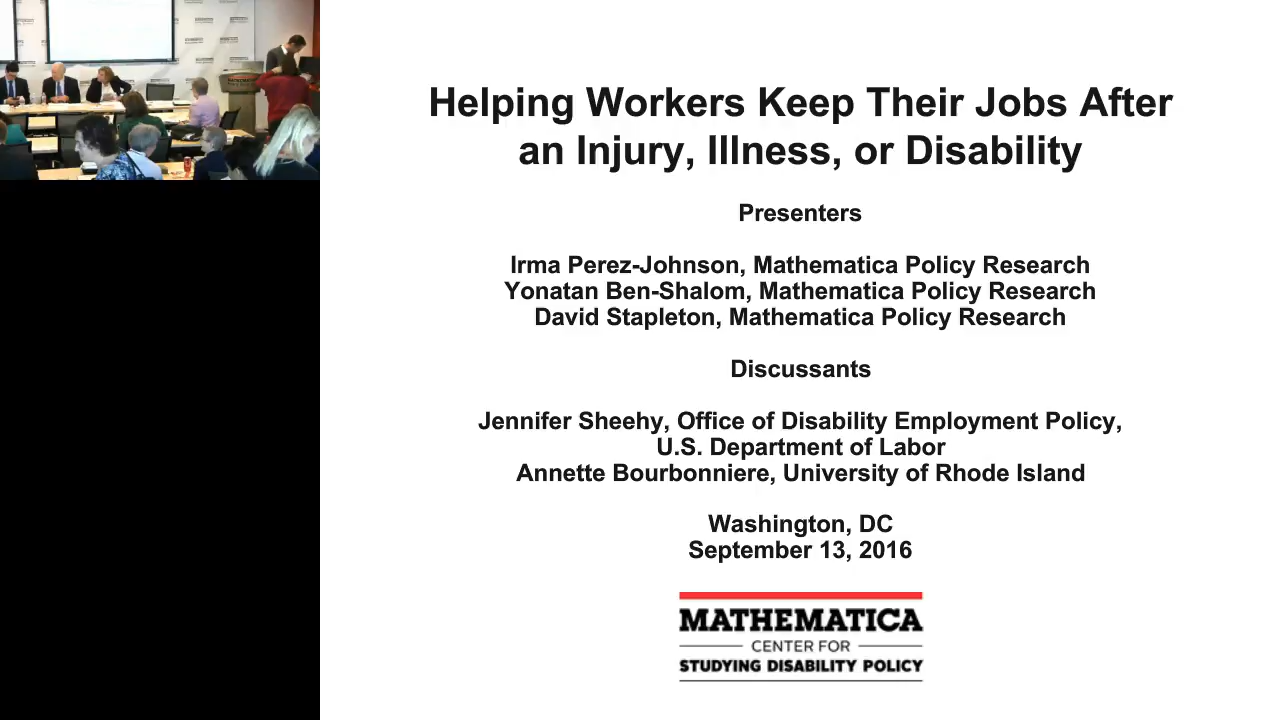 MATHEMATICA
Helping Workers Keep Their Jobs After
an Injury, Illness, or Disability
Presenters
Irma Perez-Johnson, Mathematica Policy Research
Yonatan Ben-Shalom, Mathematica Policy Research
David Stapleton, Mathematica Policy Research
Discussants
Jennifer Sheehy, Office of Disability Employment Policy,
U.S. Department of Labor
Annette Bourbonniere, University of Rhode Island
Washington, DC
September 13, 2016
MATHEMATICA
CENTER FOR
STUDYING DISABILITY POLICY